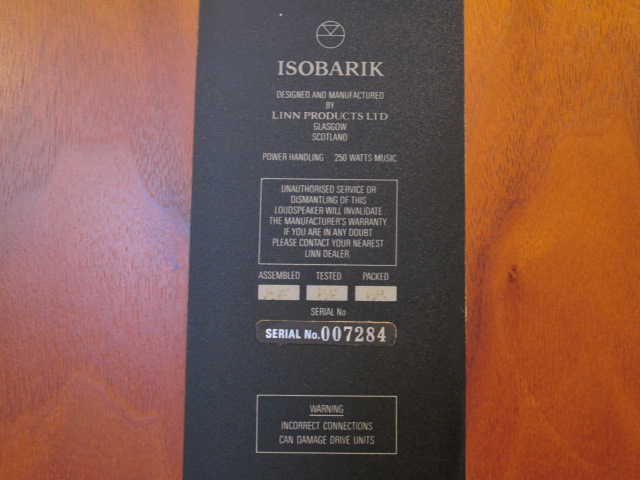 ISOBARIK
DESIGNED AND MANUFACTURED
BY
LINN PRODUCTS LTD
GLASGOW
SCOTLAND
POWER HANDLING 250 WATTS MUSIC
UNAUTHORISED SERVICE OR
DISMANTLING OF THIS
LOUDSPEAKER WILL INVALIDATE
THE MANUFACTURER'S WARRANTY
IF YOU ARE IN ANY DOUBT
PLEASE CONTACT YOUR NEAREST
LINN DEALER
ASSEMBLED TESTED PACKED
SERIAL No
SERIAL No.007284
WARNING
INCORRECT CONNECTIONS
CAN DAMAGE DRIVE UNITS